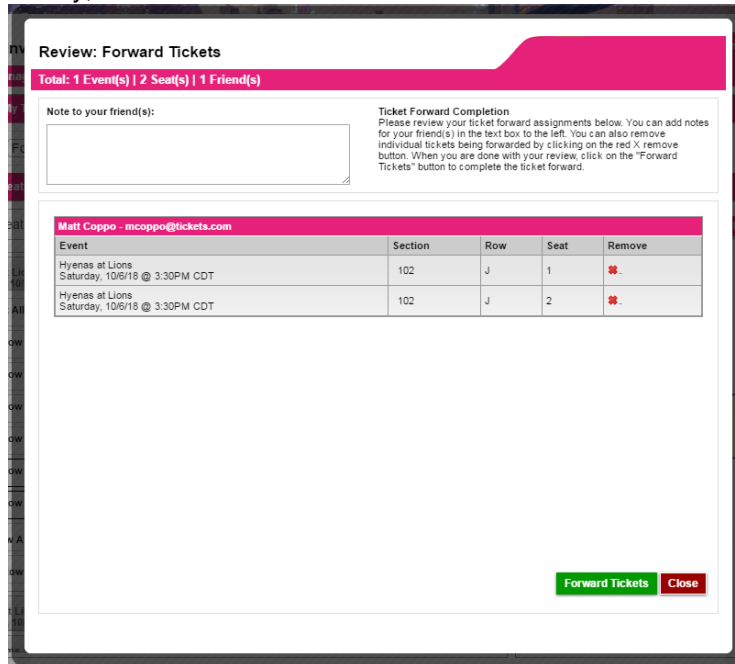 Review: Forward Tickets
Total: 1 Event(s) | 2 Seat(s) | 1 Friend(s)
Note to your friend(s):
Ticket Forward Completion
Please review your ticket forward assignments below. You can add notes
for your friend(s) in the text box to the left. You can also remove
individual tickets being forwarded by clicking on the red X remove
button. When you are done with your review, click on the "Forward
Tickets" button to complete the ticket forward.
Matt Coppo - mcoppo@tickets.com
Event Section Row Seat Remove
Hyenas at Lions
Saturday, 10/6/18 @ 3:30PM CDT 102 J 1
Hyenas at Lions
Saturday, 10/6/18 @ 3:30PM CDT 102 J 2
Forward Tickets Close